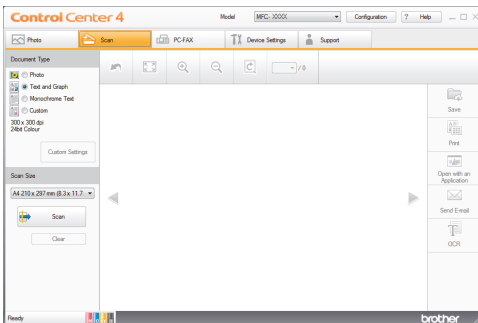 Control Center 4
Model MFC- XXXX Configuration ? Help
Photo Scan PC-FAX Device Settings Support
Document Type
Photo
Text and Graph
Monochrome Text
Custom
300 x 300 dpi
24bit Colour
Custom Settings
Scan Size
A4 210 x 297 mm (8.3 x 11.7
Scan
Clear
/ 0
Save
Print
Open with an
Application
Send E-mail
OCR
Ready
brother